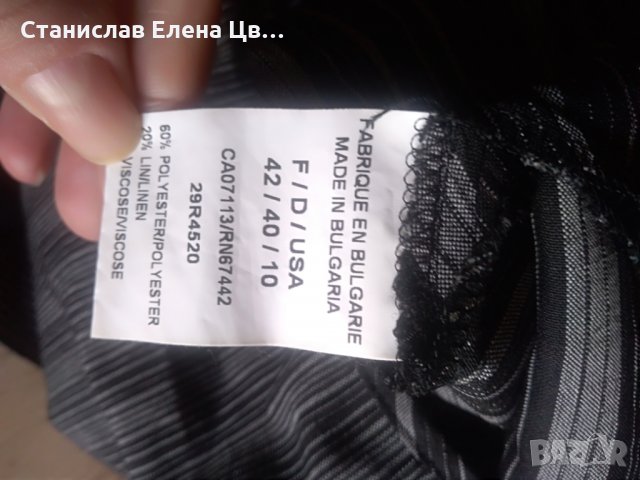 Станислав Елена Цв...
FABRIQUE EN BULGARIE
MADE IN BULGARIA
F / D / USA
42 / 40 / 10
CA07113/RN67442
29R4520
60% POLYESTER/POLYESTER
20% LIN/LINEN
VISCOSE/VISCOSE
BAZAR